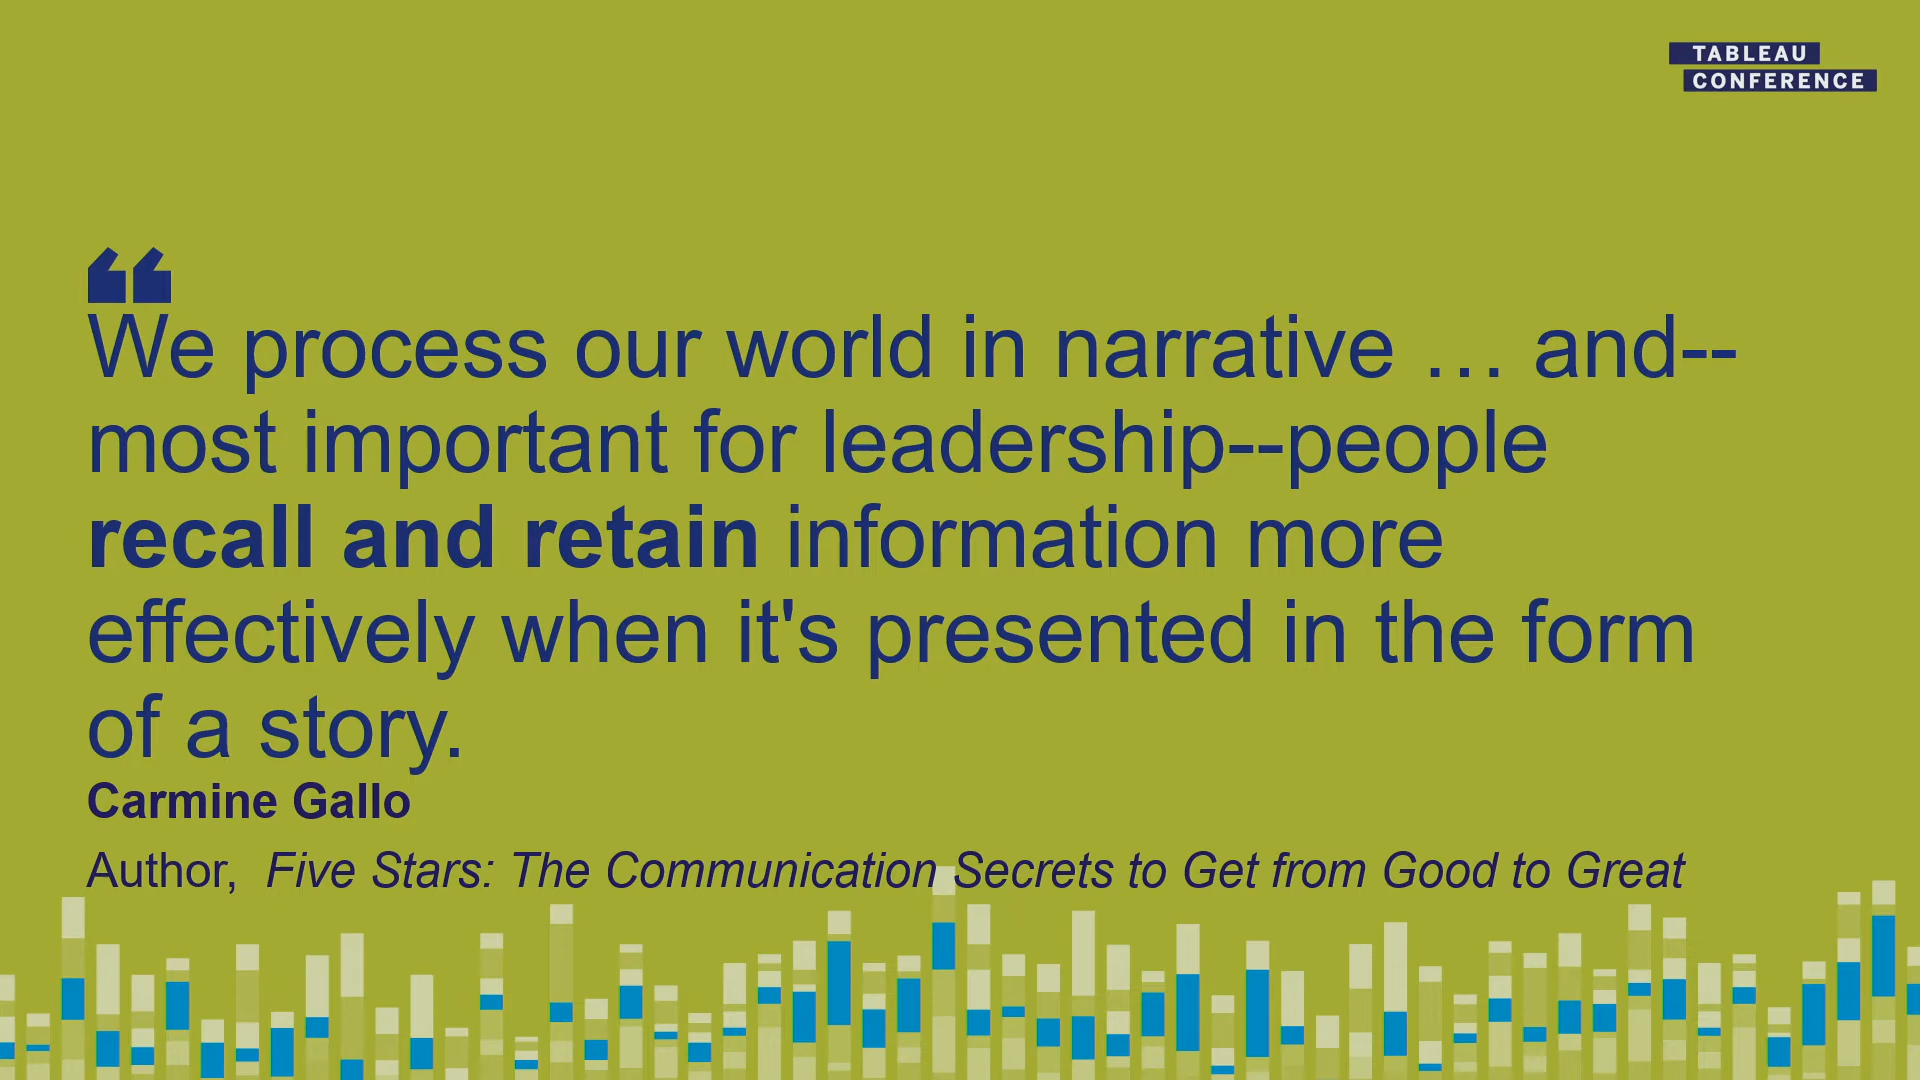 TABLEAU
CONFERENCE
“
We process our world in narrative … and--
most important for leadership--people
recall and retain information more
effectively when it's presented in the form
of a story.
Carmine Gallo
Author, Five Stars: The Communication Secrets to Get from Good to Great